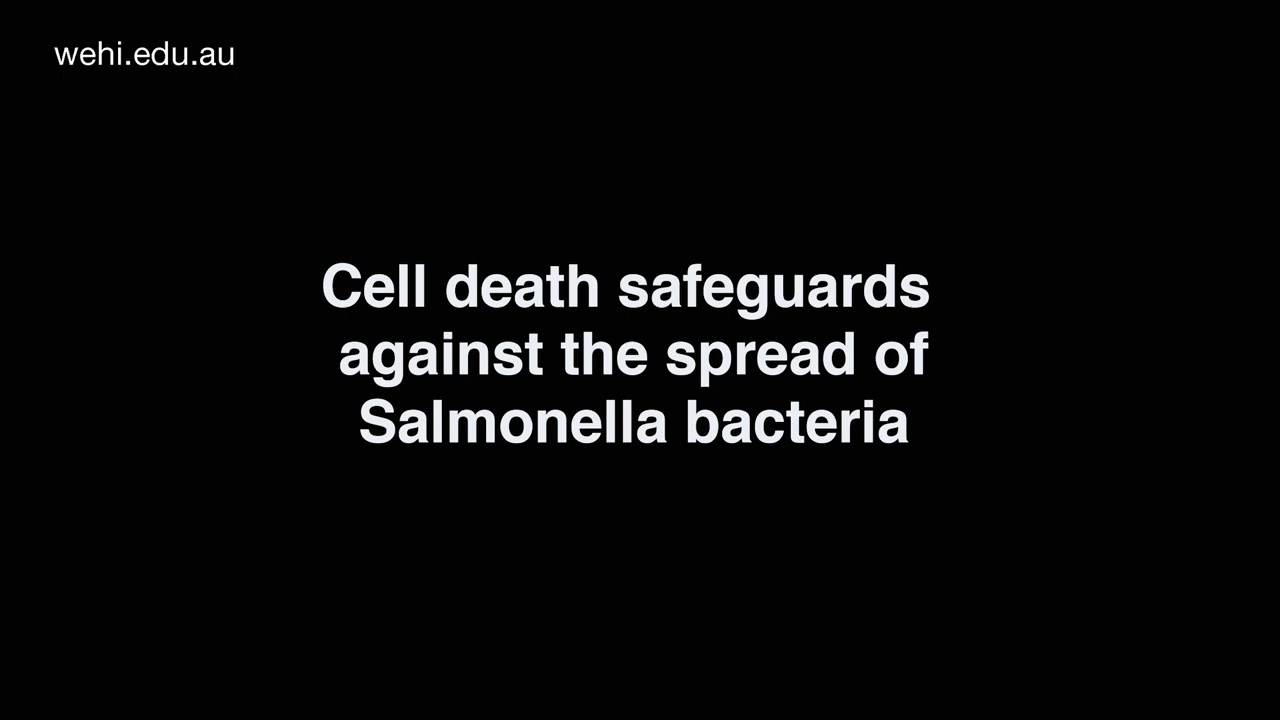 wehi.edu.au
Cell death safeguards
against the spread of
Salmonella bacteria